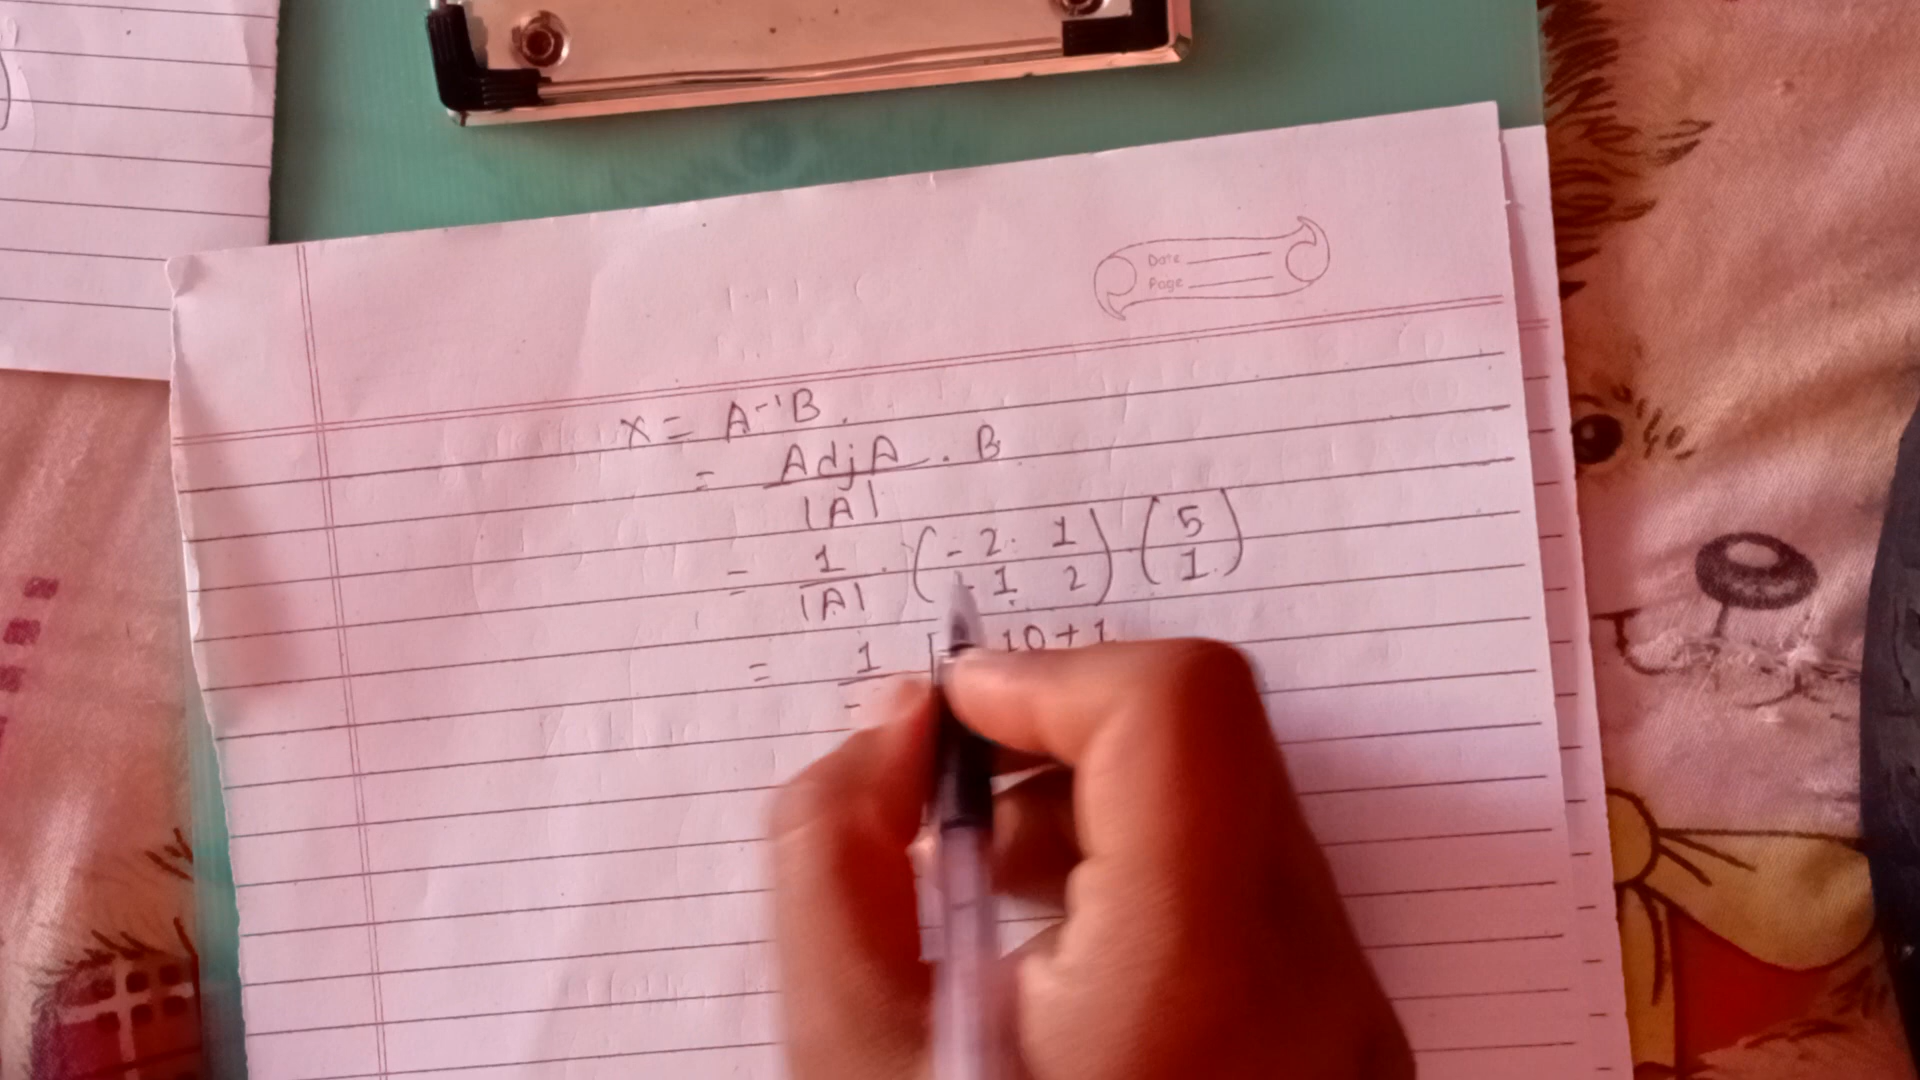 Date
Page
x = A⁻¹B.
= AdjA / |A| . B
= 1/|A| . (-2 1; -1 2) . (5; 1)
= 1/- [-10+1